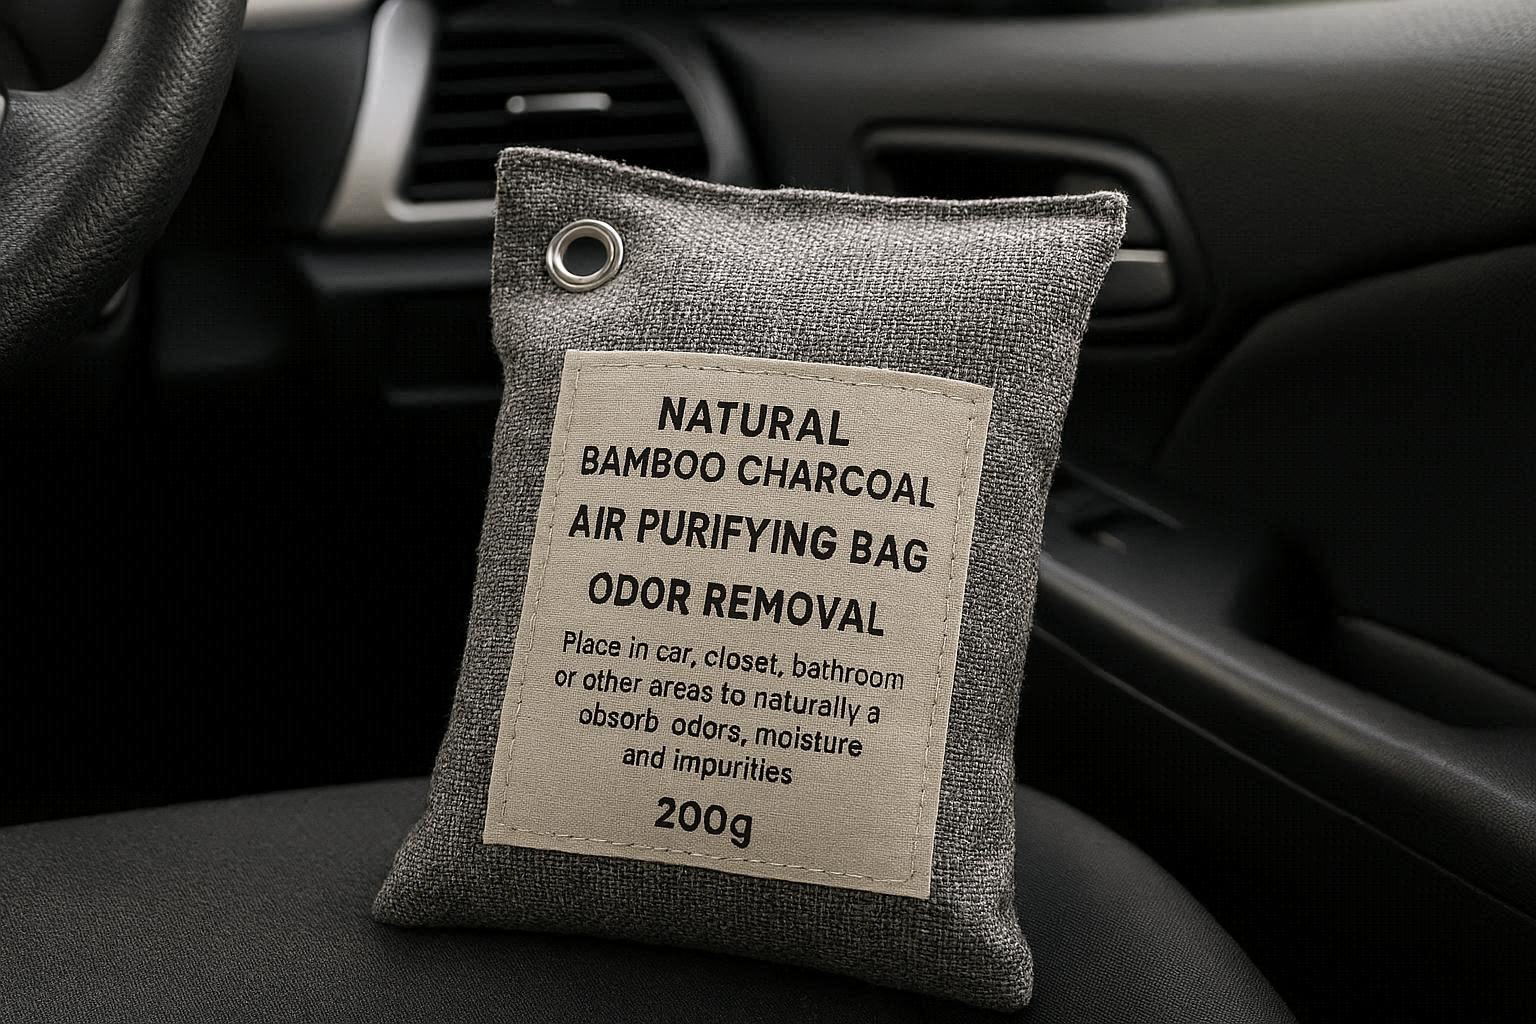 NATURAL
BAMBOO CHARCOAL
AIR PURIFYING BAG
ODOR REMOVAL
Place in car, closet, bathroom
or other areas to naturally a
obsorb odors, moisture
and impurities
200g